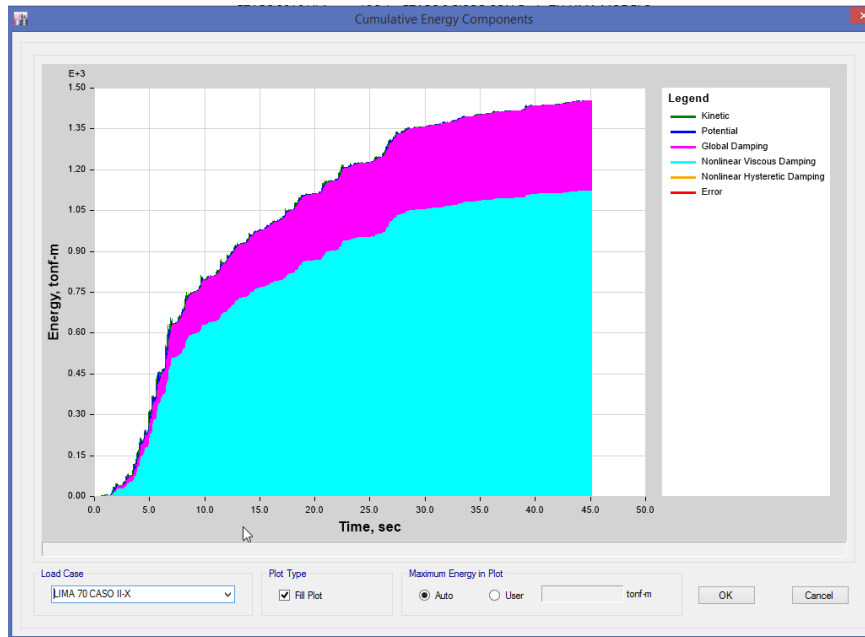 Cumulative Energy Components
E+3
1.50
1.35
1.20
1.05
0.90
0.75
0.60
0.45
0.30
0.15
0.00
Energy, tonf-m
0.0 5.0 10.0 15.0 20.0 25.0 30.0 35.0 40.0 45.0 50.0
Time, sec
Legend
Kinetic
Potential
Global Damping
Nonlinear Viscous Damping
Nonlinear Hysteretic Damping
Error
Load Case
LIMA 70 CASO II-X
Plot Type
Fill Plot
Maximum Energy in Plot
Auto
User
tonf-m
OK
Cancel